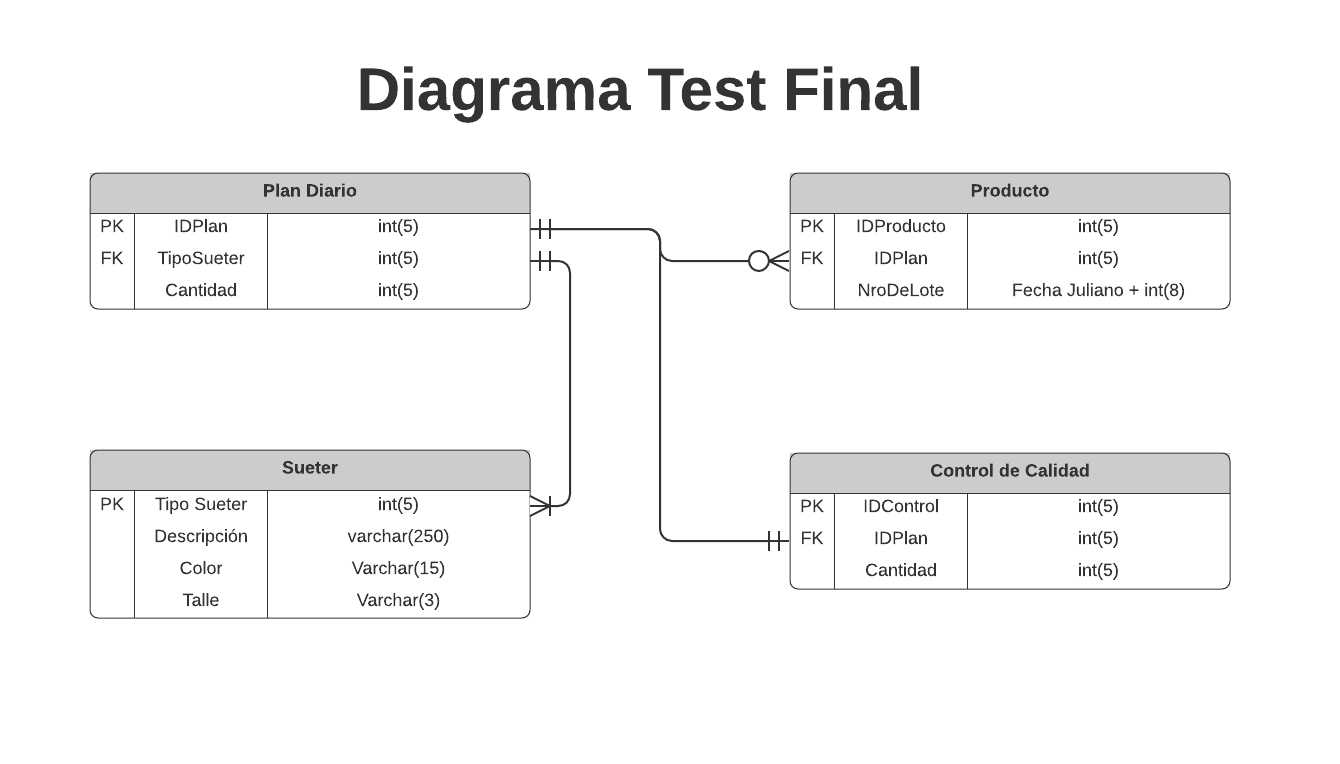 Diagrama Test Final
Plan Diario
PK IDPlan int(5)
FK TipoSueter int(5)
Cantidad int(5)
Producto
PK IDProducto int(5)
FK IDPlan int(5)
NroDeLote Fecha Juliano + int(8)
Sueter
PK Tipo Sueter int(5)
Descripción varchar(250)
Color Varchar(15)
Talle Varchar(3)
Control de Calidad
PK IDControl int(5)
FK IDPlan int(5)
Cantidad int(5)